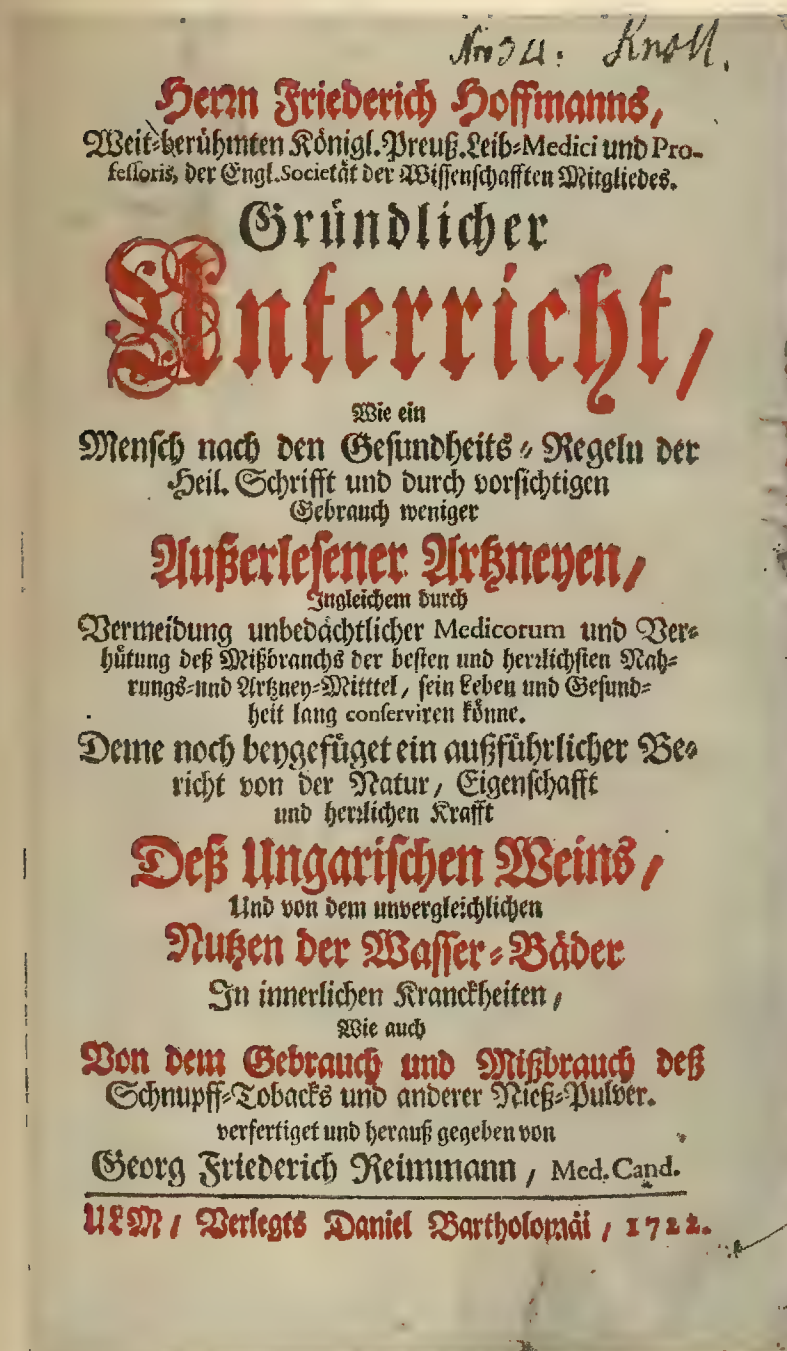 Knoll.
Herrn Friederich Hoffmanns,
Weit-berühmten Königl. Preuß. Leib-Medici und Pro-
fessoris, der Engl. Societät der Wissenschafften Mitgliedes.
Gründlicher
Unterricht,
Wie ein
Mensch nach den Gesundheits-Regeln der
Heil. Schrifft und durch vorsichtigen
Gebrauch weniger
Außerlesener Artzneyen/
Ingleichem durch
Vermeidung unbedächtlicher Medicorum und Ver-
hütung deß Mißbrauchs der besten und herzlichsten Nah-
rungs-und Artzney-Mitttel, sein Leben und Gesund-
heit lang conserviren könne.
Deme noch beygefüget ein außführlicher Be-
richt von der Natur/ Eigenschafft
und herrlichen Krafft
Deß Ungarischen Weins/
Und von dem unvergleichlichen
Nutzen der Wasser-Bäder
In innerlichen Kranckheiten/
Wie auch
Von dem Gebrauch und Mißbrauch deß
Schnupff-Tobacks und anderer Nieß-Pulver.
verfertiget und herauß gegeben von
Georg Friederich Reimmann, Med. Cand.
ULM/ Verlegts Daniel Bartholomäi, 1722.